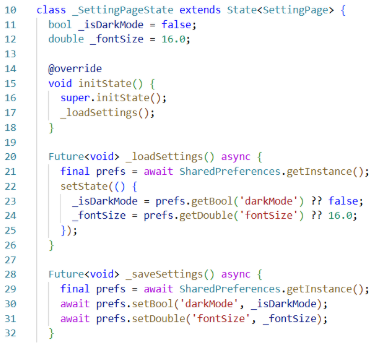 10 class _SettingPageState extends State<SettingPage> {
11   bool _isDarkMode = false;
12   double _fontSize = 16.0;
13
14   @override
15   void initState() {
16     super.initState();
17     _loadSettings();
18   }
19
20   Future<void> _loadSettings() async {
21     final prefs = await SharedPreferences.getInstance();
22     setState(() {
23       _isDarkMode = prefs.getBool('darkMode') ?? false;
24       _fontSize = prefs.getDouble('fontSize') ?? 16.0;
25     });
26   }
27
28   Future<void> _saveSettings() async {
29     final prefs = await SharedPreferences.getInstance();
30     await prefs.setBool('darkMode', _isDarkMode);
31     await prefs.setDouble('fontSize', _fontSize);
32   }